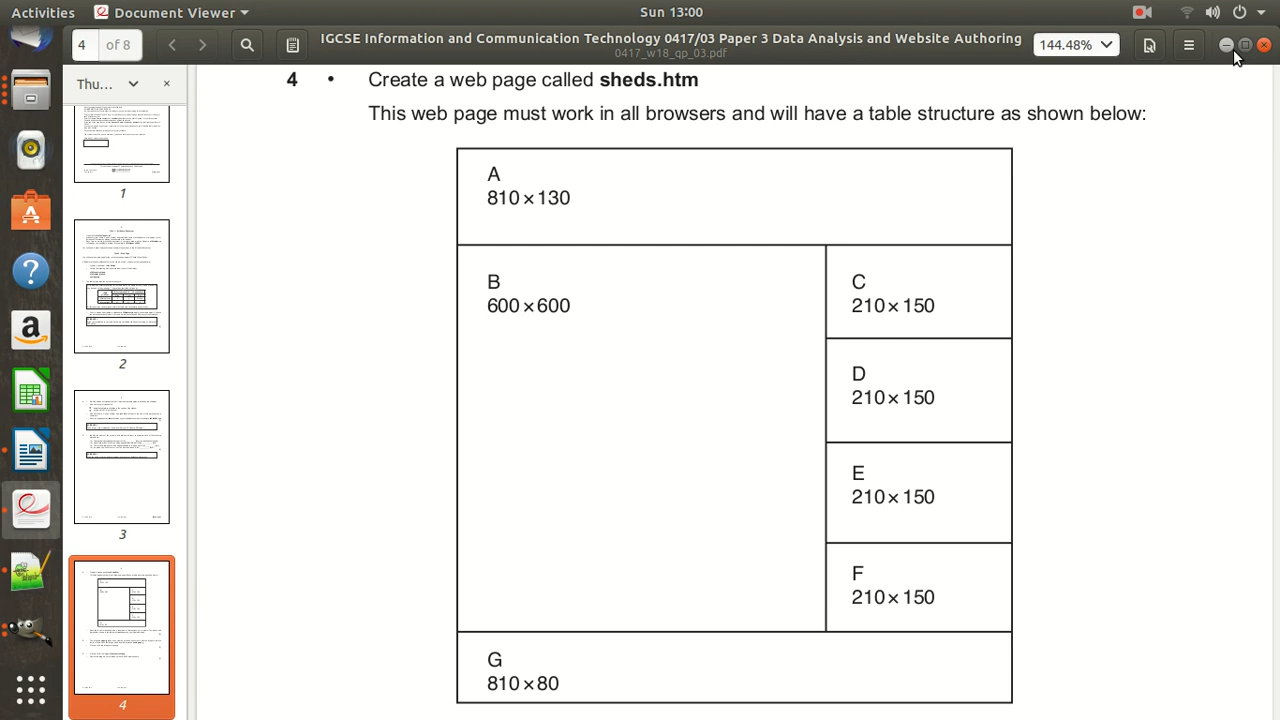 Activities
Document Viewer
Sun 13:00
4
of 8
IGCSE Information and Communication Technology 0417/03 Paper 3 Data Analysis and Website Authoring
0417_w18_qp_03.pdf
144.48%
Thu...
1
2
3
4
4 • Create a web page called sheds.htm
This web page must work in all browsers and will have a table structure as shown below:
A
810×130
B
600×600
C
210×150
D
210×150
E
210×150
F
210×150
G
810×80